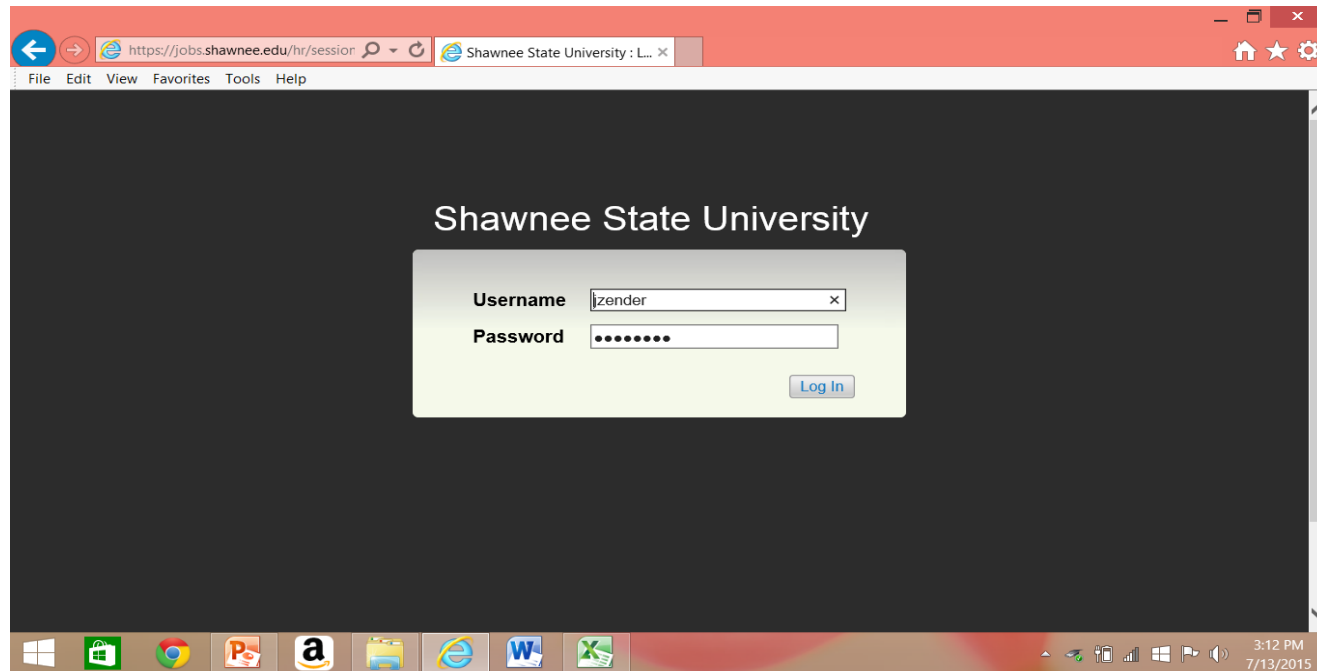 https://jobs.shawnee.edu/hr/session
Shawnee State University : L...
File Edit View Favorites Tools Help
Shawnee State University
Username jzender
Password ••••••••
Log In
3:12 PM
7/13/2015